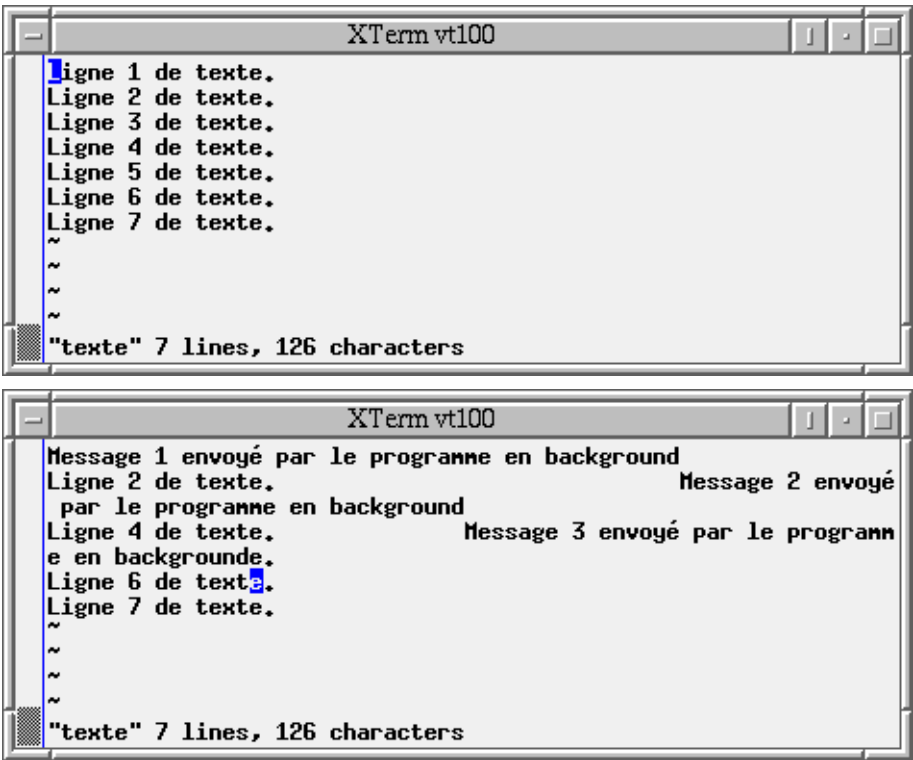 XTerm vt100
Ligne 1 de texte.
Ligne 2 de texte.
Ligne 3 de texte.
Ligne 4 de texte.
Ligne 5 de texte.
Ligne 6 de texte.
Ligne 7 de texte.
~
~
~
~
"texte" 7 lines, 126 characters
XTerm vt100
Message 1 envoyé par le programme en background
Ligne 2 de texte. Message 2 envoyé
par le programme en background
Ligne 4 de texte. Message 3 envoyé par le programm
e en backgrounde.
Ligne 6 de texte.
Ligne 7 de texte.
~
~
~
~
"texte" 7 lines, 126 characters